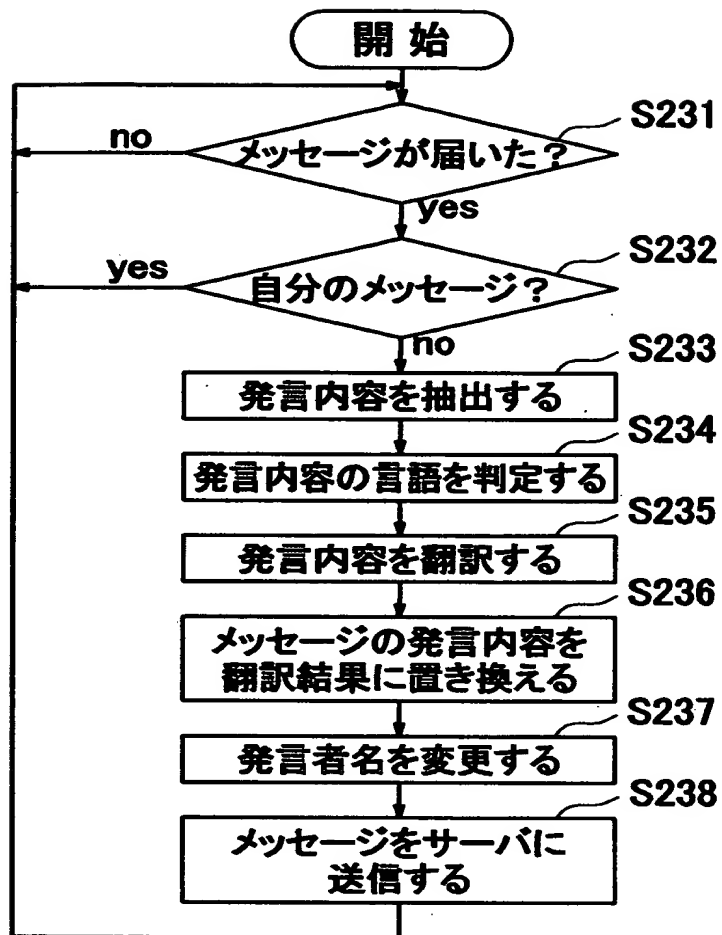 開始
S231
no
メッセージが届いた？
yes
S232
yes
自分のメッセージ？
no
S233
発言内容を抽出する
S234
発言内容の言語を判定する
S235
発言内容を翻訳する
S236
メッセージの発言内容を
翻訳結果に置き換える
S237
発言者名を変更する
S238
メッセージをサーバに
送信する